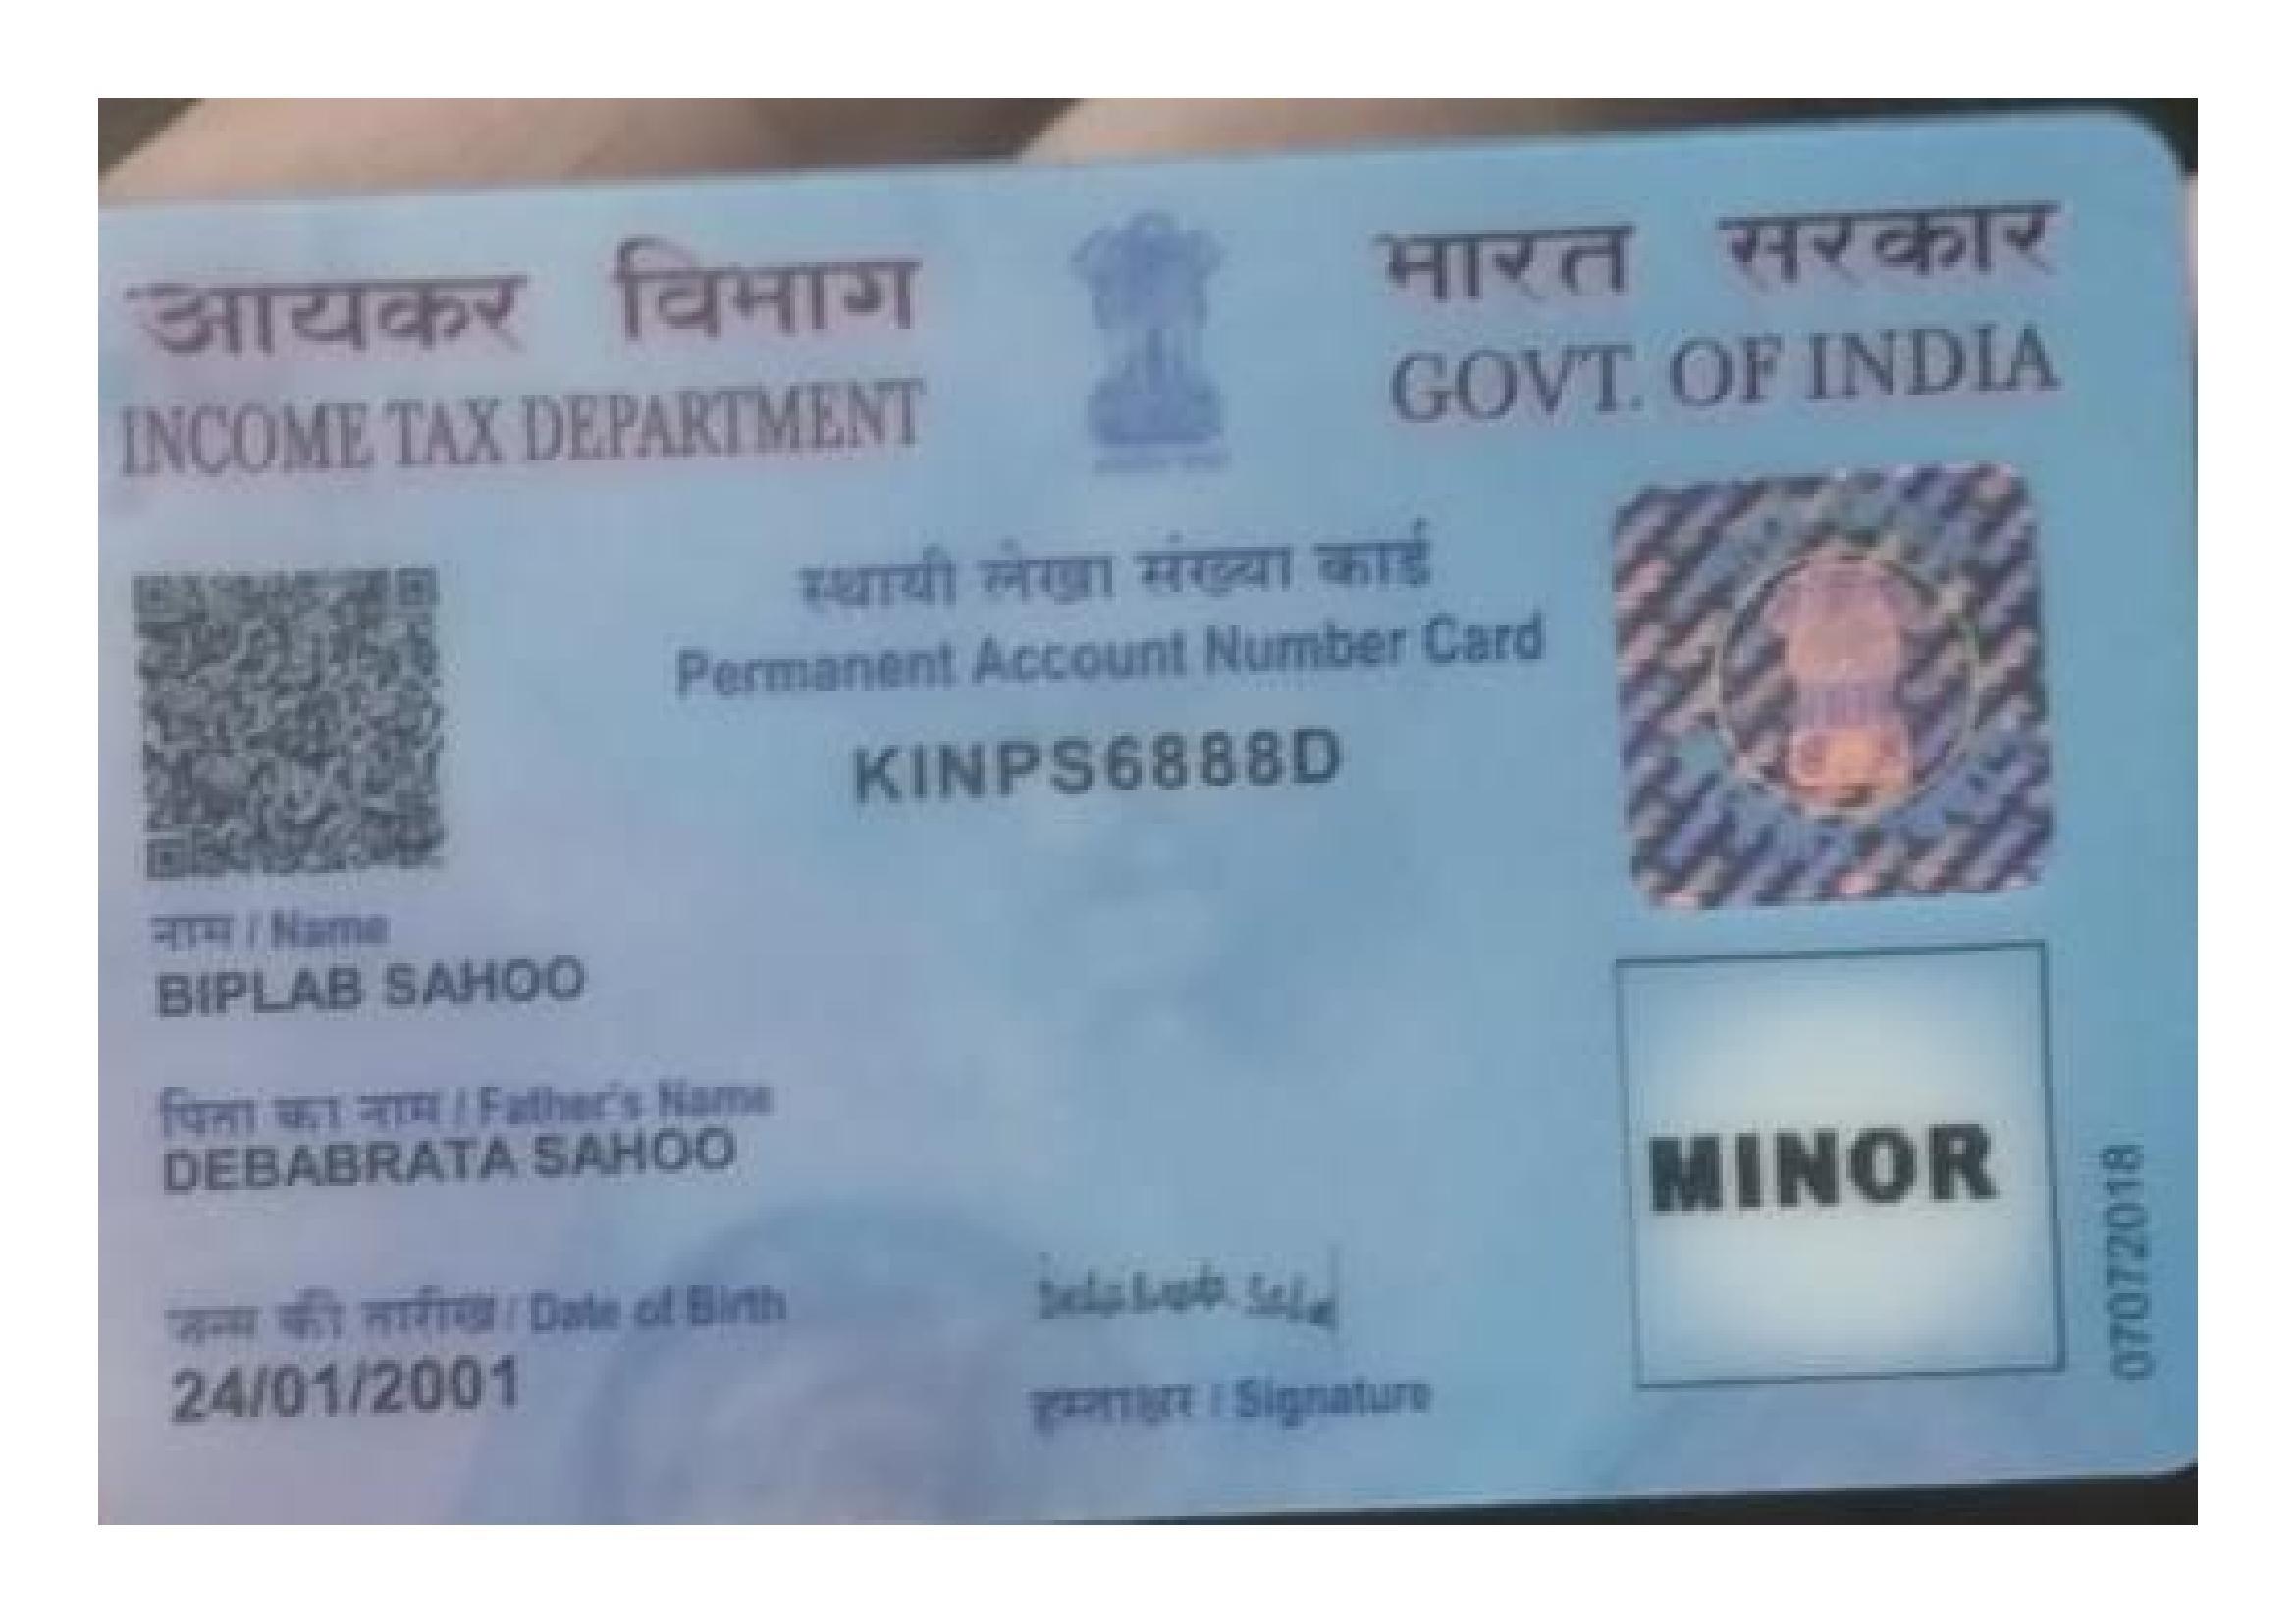 आयकर विभाग
INCOME TAX DEPARTMENT
भारत सरकार
GOVT. OF INDIA
स्थायी लेखा संख्या कार्ड
Permanent Account Number Card
KINPS6888D
नाम / Name
BIPLAB SAHOO
पिता का नाम / Father's Name
DEBABRATA SAHOO
जन्म की तारीख / Date of Birth
24/01/2001
हस्ताक्षर / Signature
MINOR
07072018